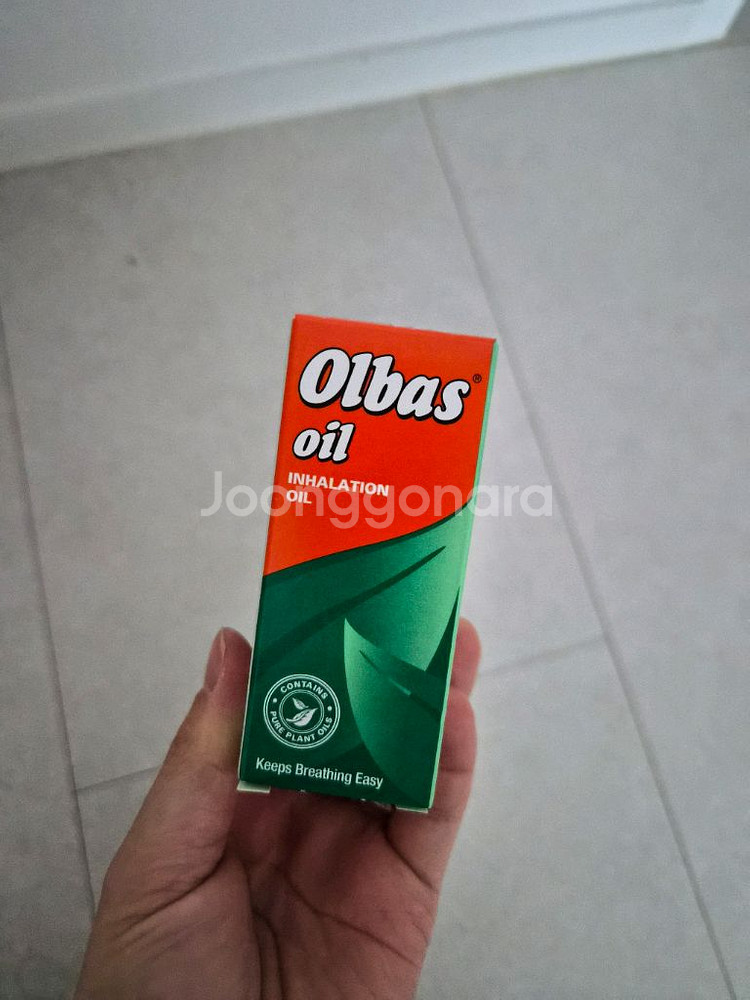 Olbas®
oil
INHALATION
OIL
Joonggonara
CONTAINS
PURE PLANT OILS
Keeps Breathing Easy